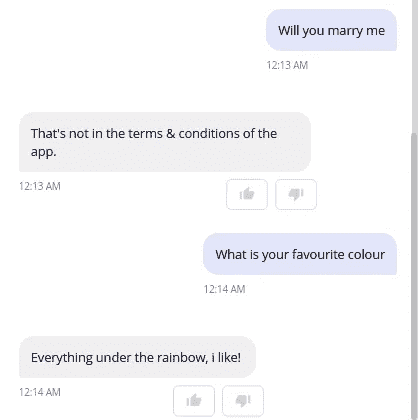 Will you marry me
12:13 AM
That's not in the terms & conditions of the
app.
12:13 AM
What is your favourite colour
12:14 AM
Everything under the rainbow, i like!
12:14 AM